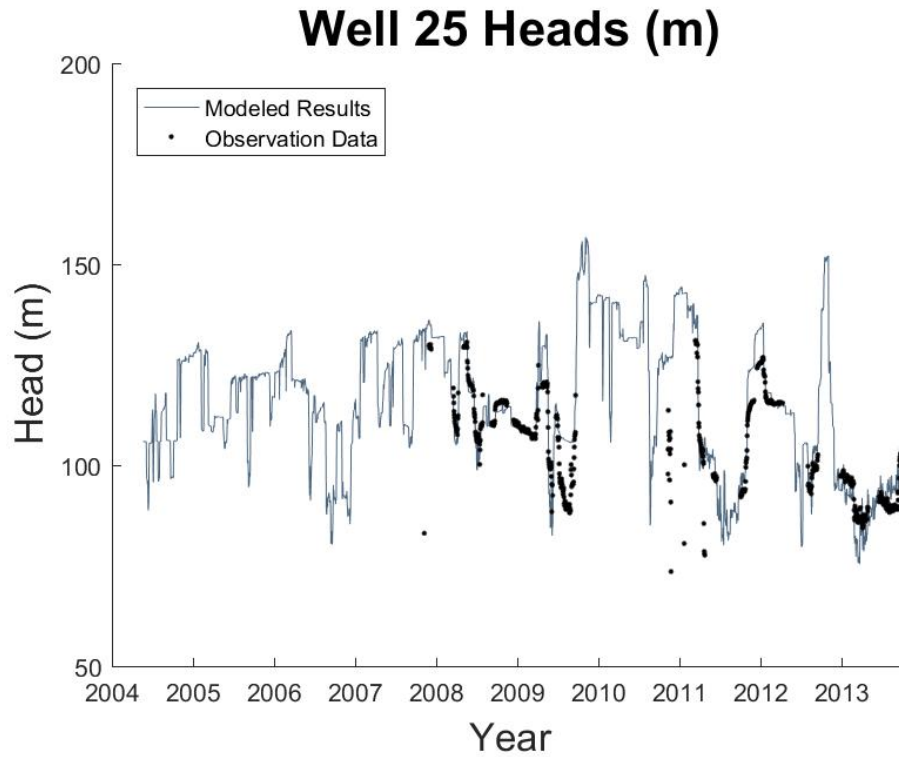 Well 25 Heads (m)
200
Modeled Results
Observation Data
150
Head (m)
100
50
2004 2005 2006 2007 2008 2009 2010 2011 2012 2013
Year